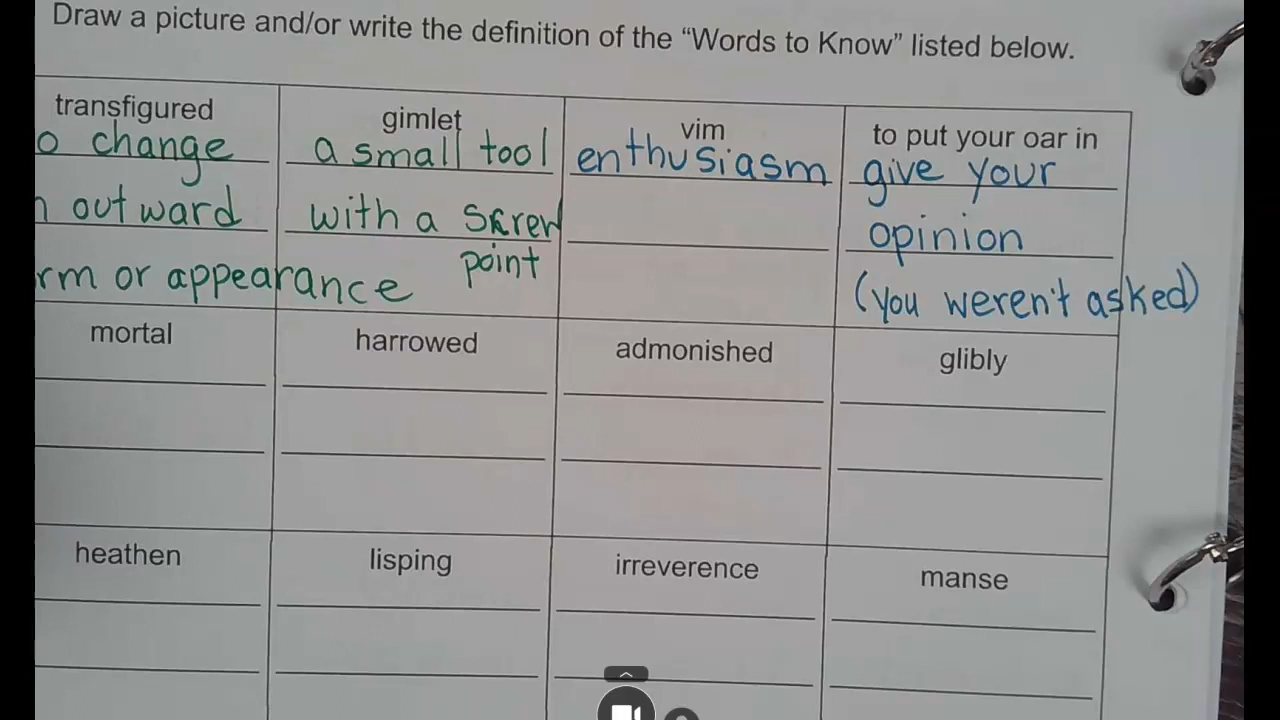 Draw a picture and/or write the definition of the “Words to Know” listed below.
transfigured
o change
n outward
rm or appearance
gimlet
a small tool
with a screw
point
vim
enthusiasm
to put your oar in
give your
opinion
(you weren't asked)
mortal
harrowed
admonished
glibly
heathen
lisping
irreverence
manse